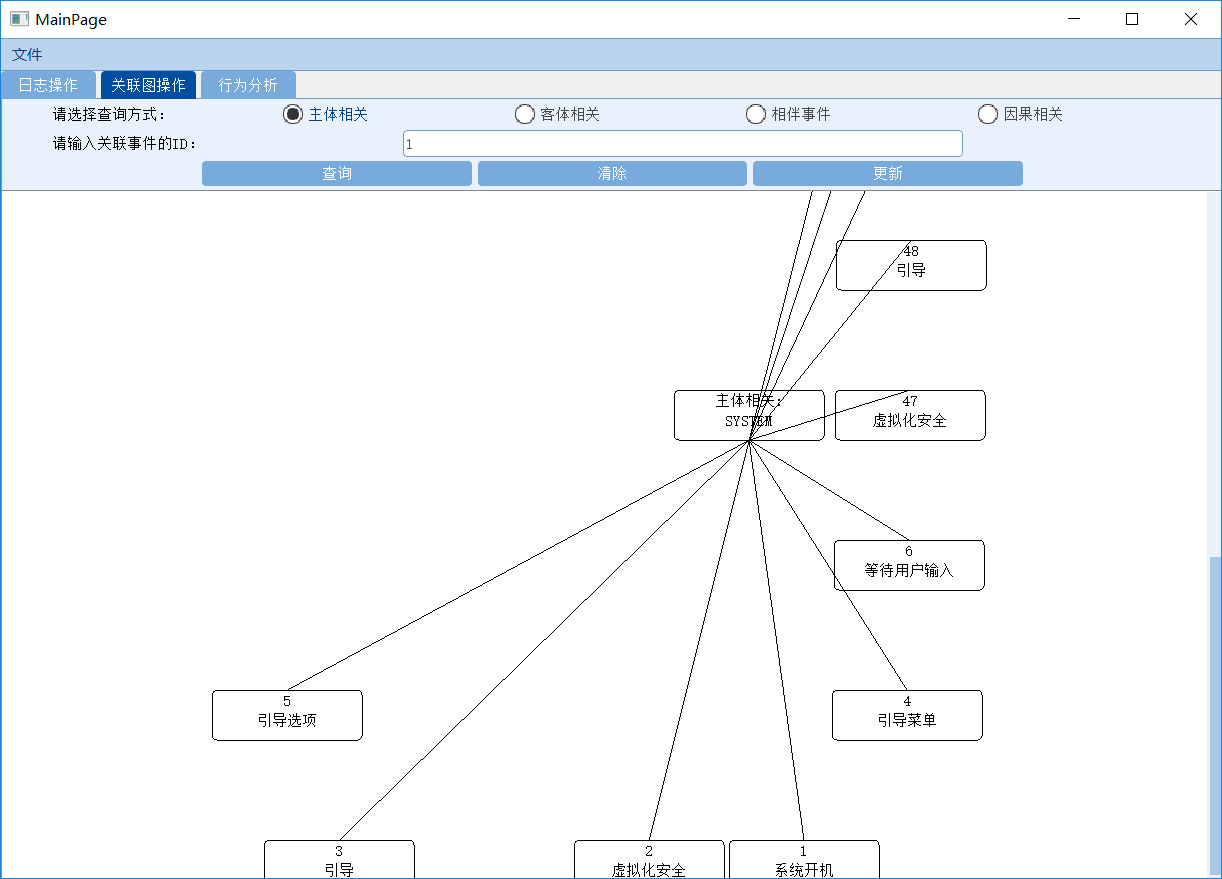 MainPage
文件
日志操作 关联图操作 行为分析
请选择查询方式: 主体相关 客体相关 相伴事件 因果相关
请输入关联事件的ID: 1
查询 清除 更新
48
引导
主体相关:
SYSTEM
47
虚拟化安全
6
等待用户输入
5
引导选项
4
引导菜单
3
引导
2
虚拟化安全
1
系统开机